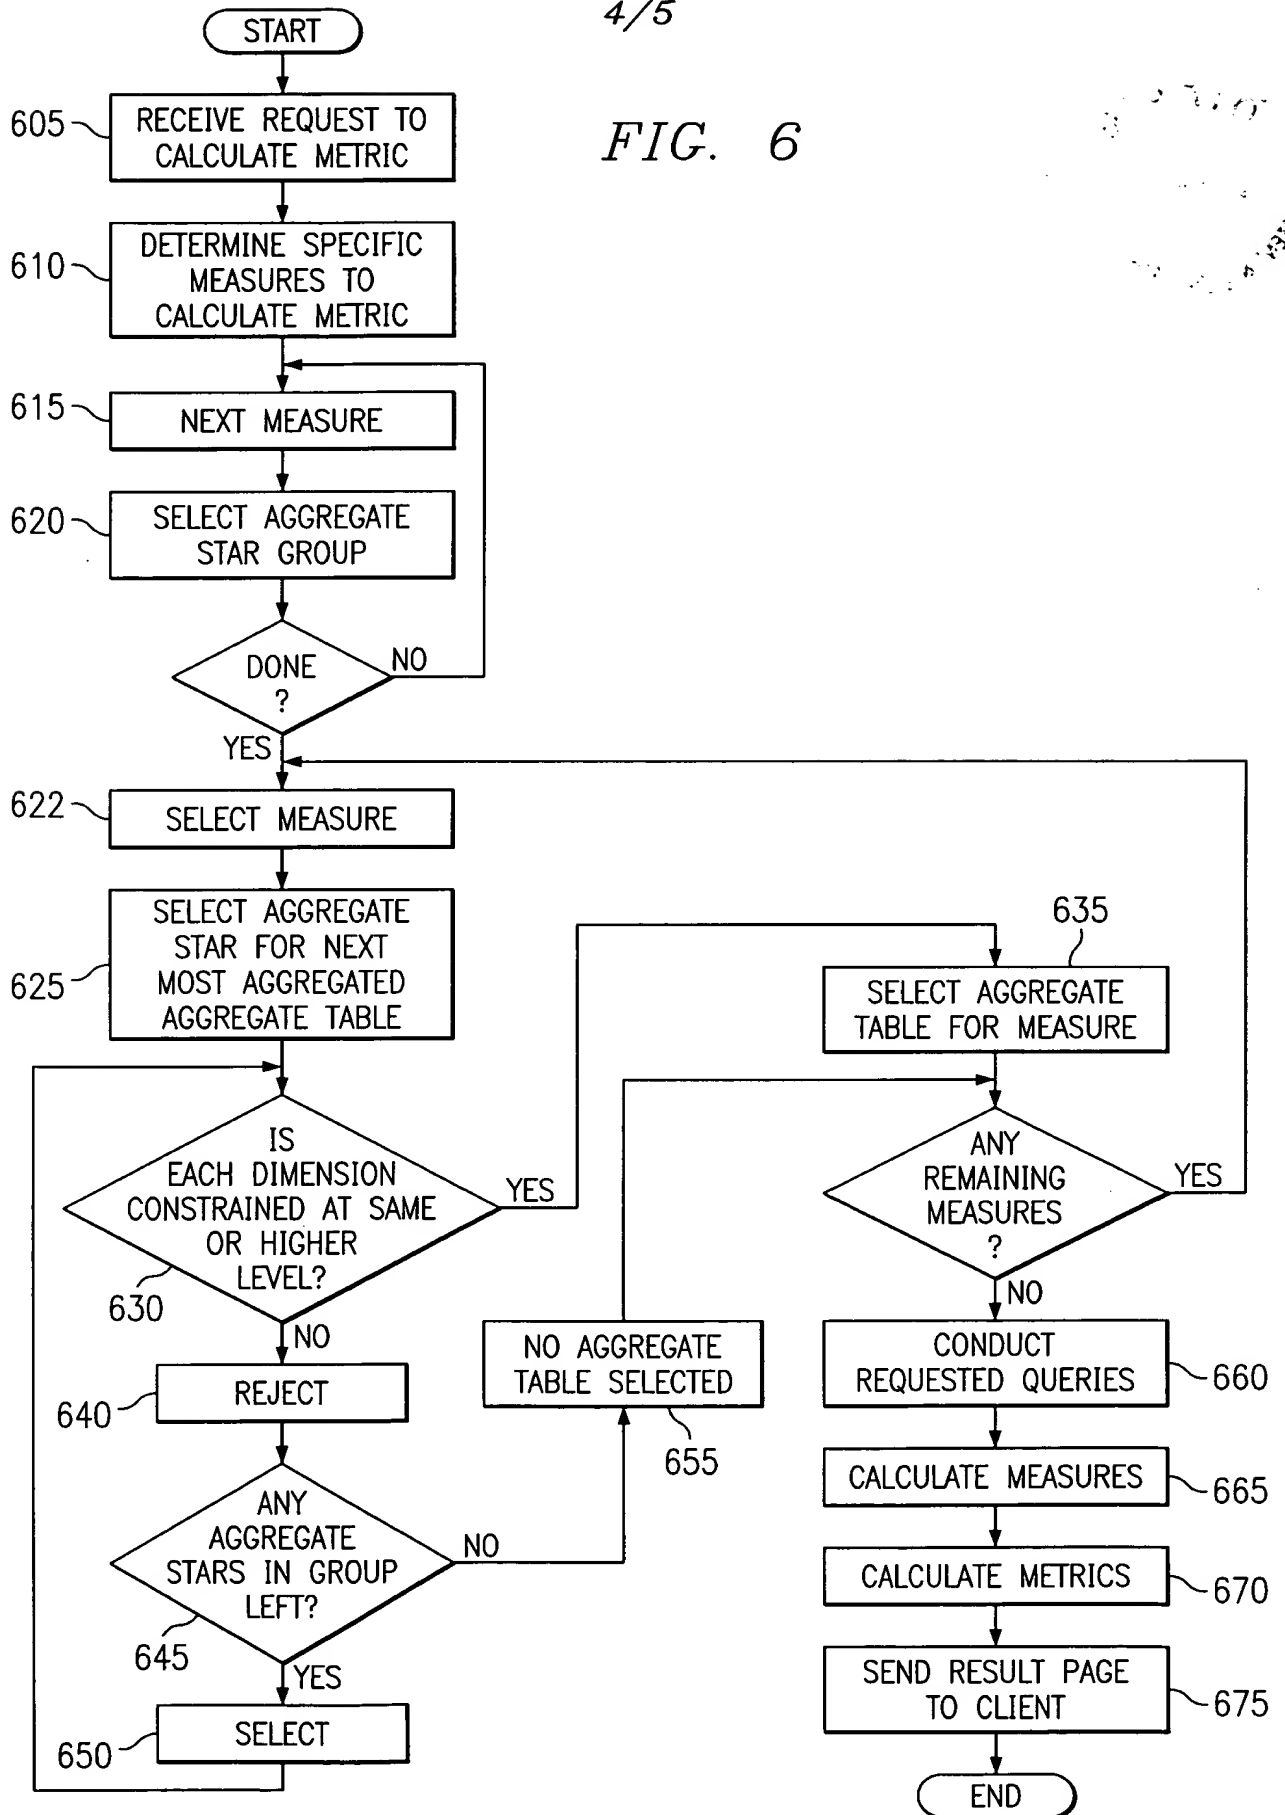 4/5
FIG. 6
START
605
RECEIVE REQUEST TO
CALCULATE METRIC
610
DETERMINE SPECIFIC
MEASURES TO
CALCULATE METRIC
615
NEXT MEASURE
620
SELECT AGGREGATE
STAR GROUP
DONE
?
NO
YES
622
SELECT MEASURE
625
SELECT AGGREGATE
STAR FOR NEXT
MOST AGGREGATED
AGGREGATE TABLE
IS
EACH DIMENSION
CONSTRAINED AT SAME
OR HIGHER
LEVEL?
630
YES
NO
640
REJECT
ANY
AGGREGATE
STARS IN GROUP
LEFT?
645
NO
YES
650
SELECT
NO AGGREGATE
TABLE SELECTED
655
635
SELECT AGGREGATE
TABLE FOR MEASURE
ANY
REMAINING
MEASURES
?
YES
NO
CONDUCT
REQUESTED QUERIES
660
CALCULATE MEASURES
665
CALCULATE METRICS
670
SEND RESULT PAGE
TO CLIENT
675
END